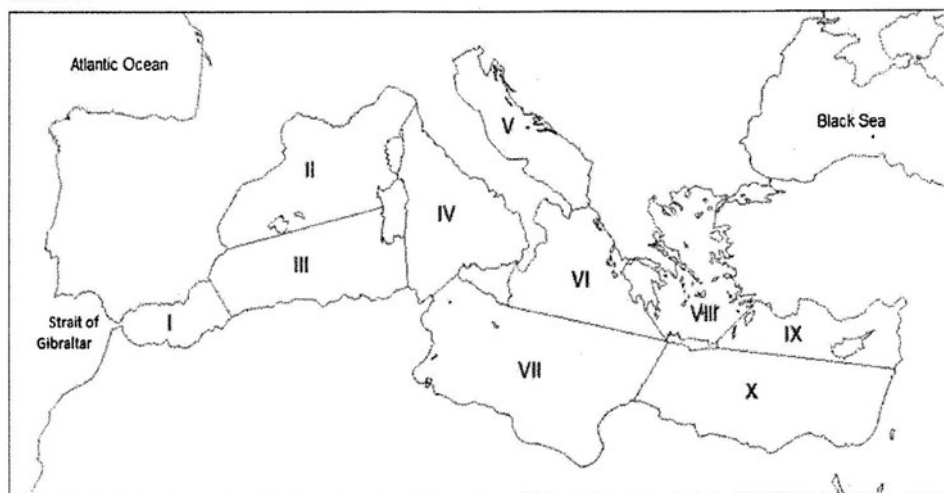 Atlantic Ocean
Black Sea
V
II
IV
III
VI
Strait of
Gibraltar
I
VIII
IX
VII
X